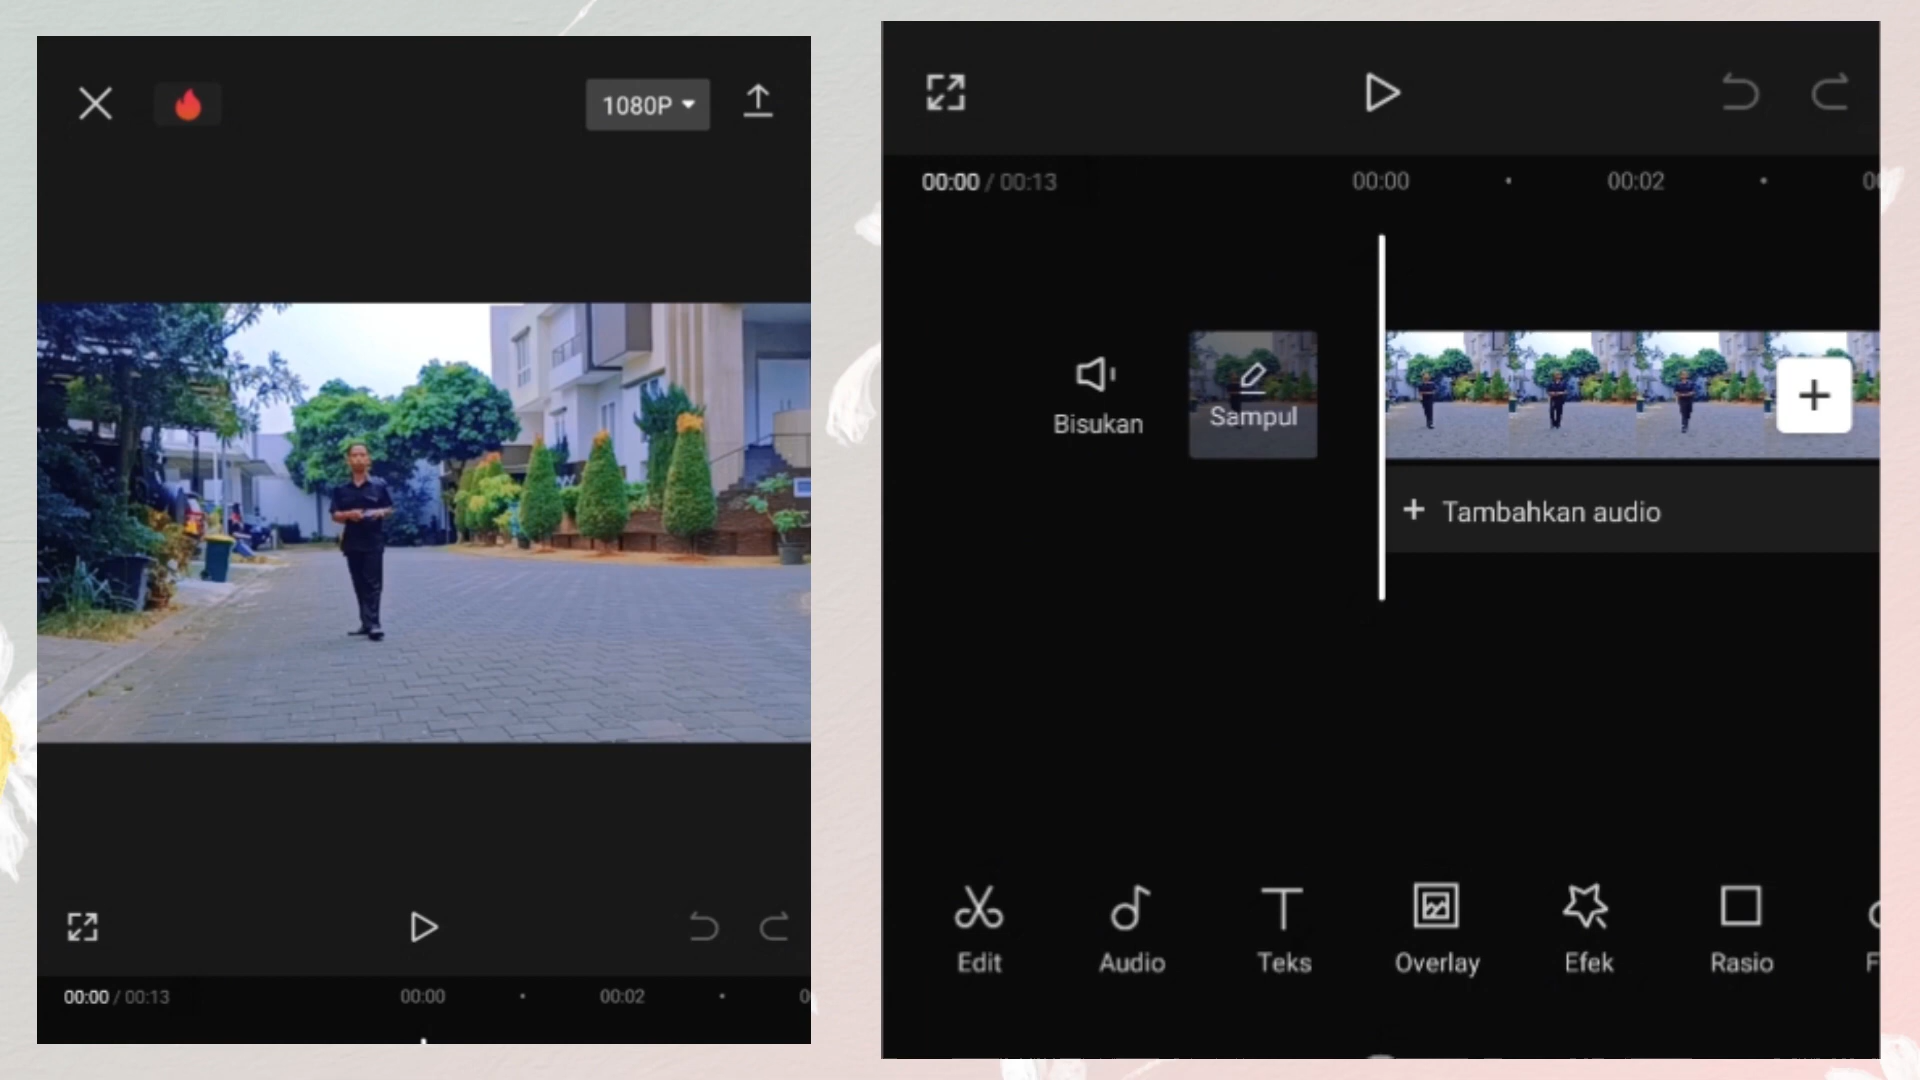 1080P
00:00 / 00:13
00:00
00:02
00:00 / 00:13
00:00
00:02
Bisukan
Sampul
+ Tambahkan audio
Edit
Audio
Teks
Overlay
Efek
Rasio